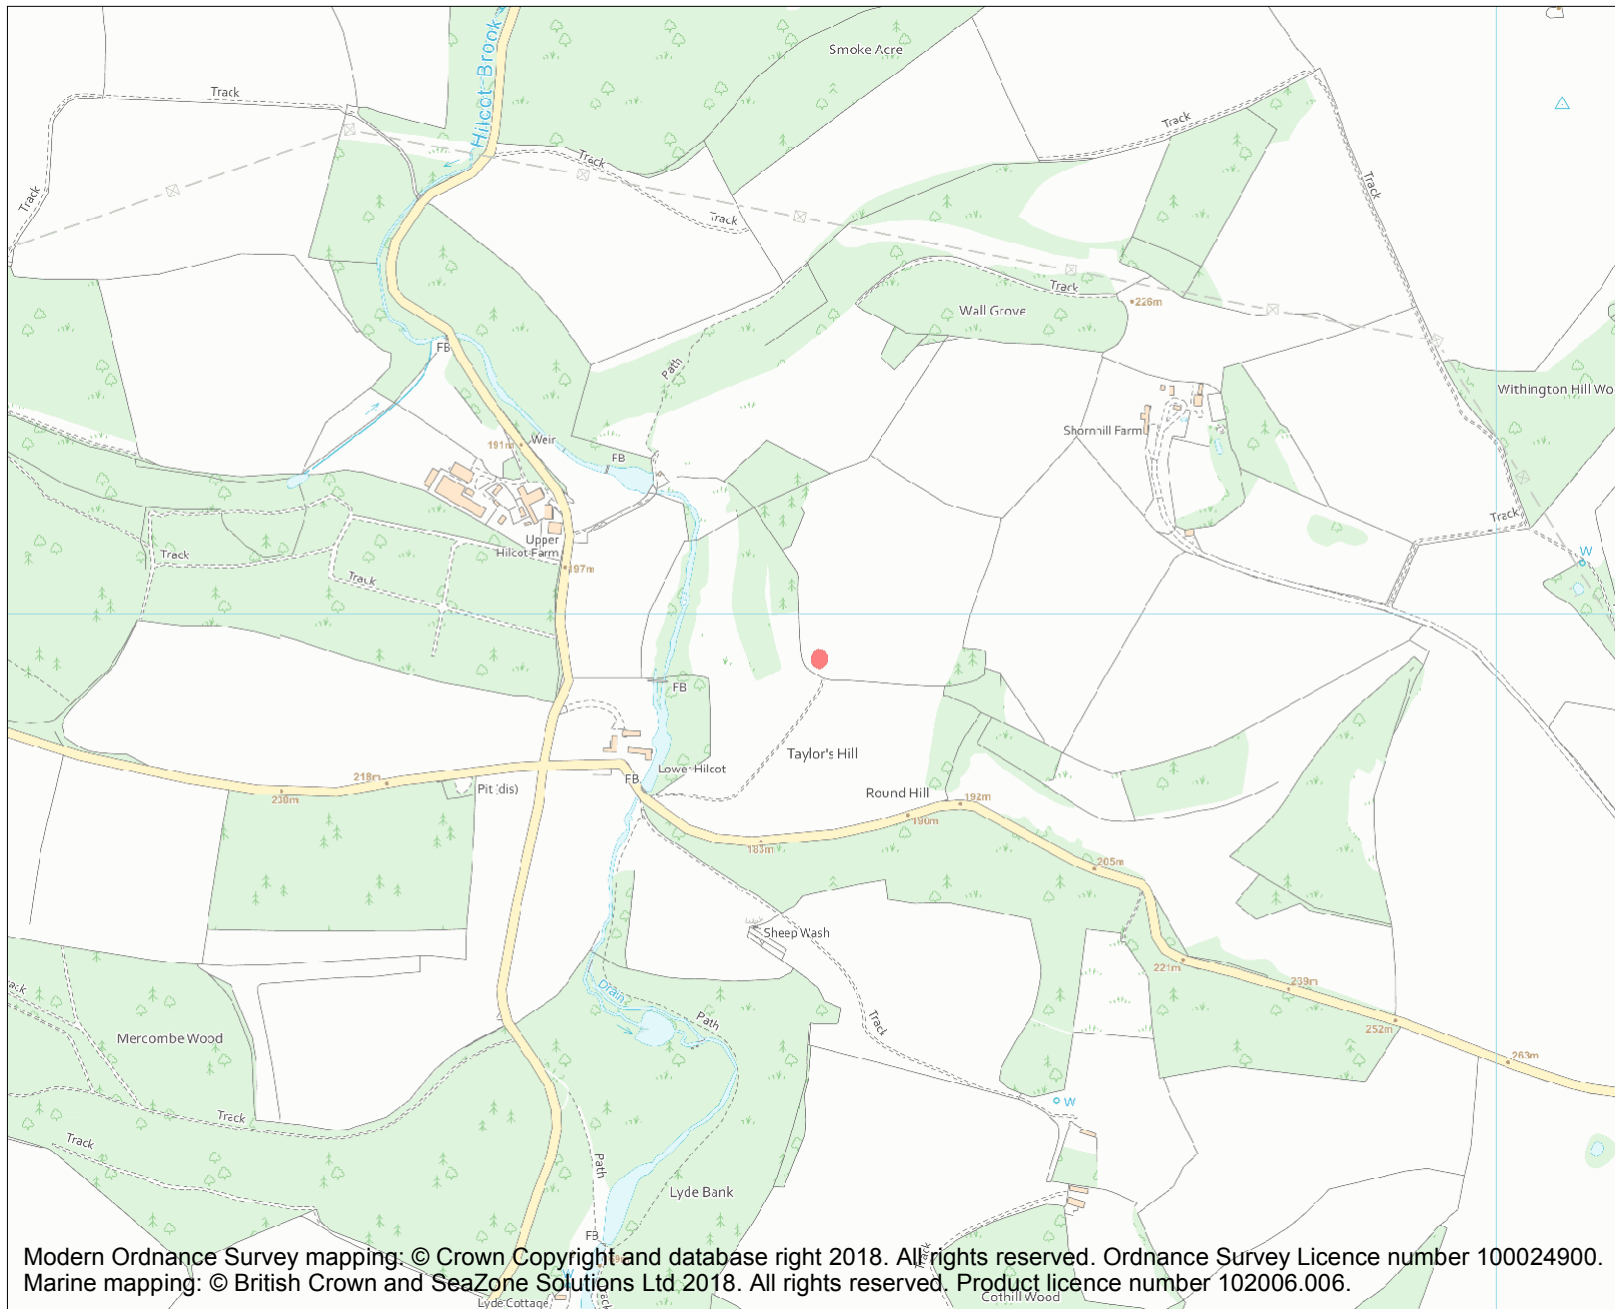 Smoke Acre
Hilcot Brook
Track
Track
Track
Track
Track
Track
Track
Wall Grove
226m
Path
FB
Withington Hill Wo
Shornhill Farm
191m
Weir
FB
Upper
Hilcot Farm
Track
W
Track
Track
197m
FB
Taylor's Hill
Lower Hilcot
FB
218m
230m
Pit (dis)
Round Hill
192m
190m
183m
205m
Sheep Wash
221m
239m
Drain
Path
Track
252m
Mercombe Wood
263m
W
Track
Track
Path
Lyde Bank
FB
Track
W
Track
Cothill Wood
Lyde Cottage
Modern Ordnance Survey mapping: © Crown Copyright and database right 2018. All rights reserved. Ordnance Survey Licence number 100024900.
Marine mapping: © British Crown and SeaZone Solutions Ltd 2018. All rights reserved. Product licence number 102006.006.